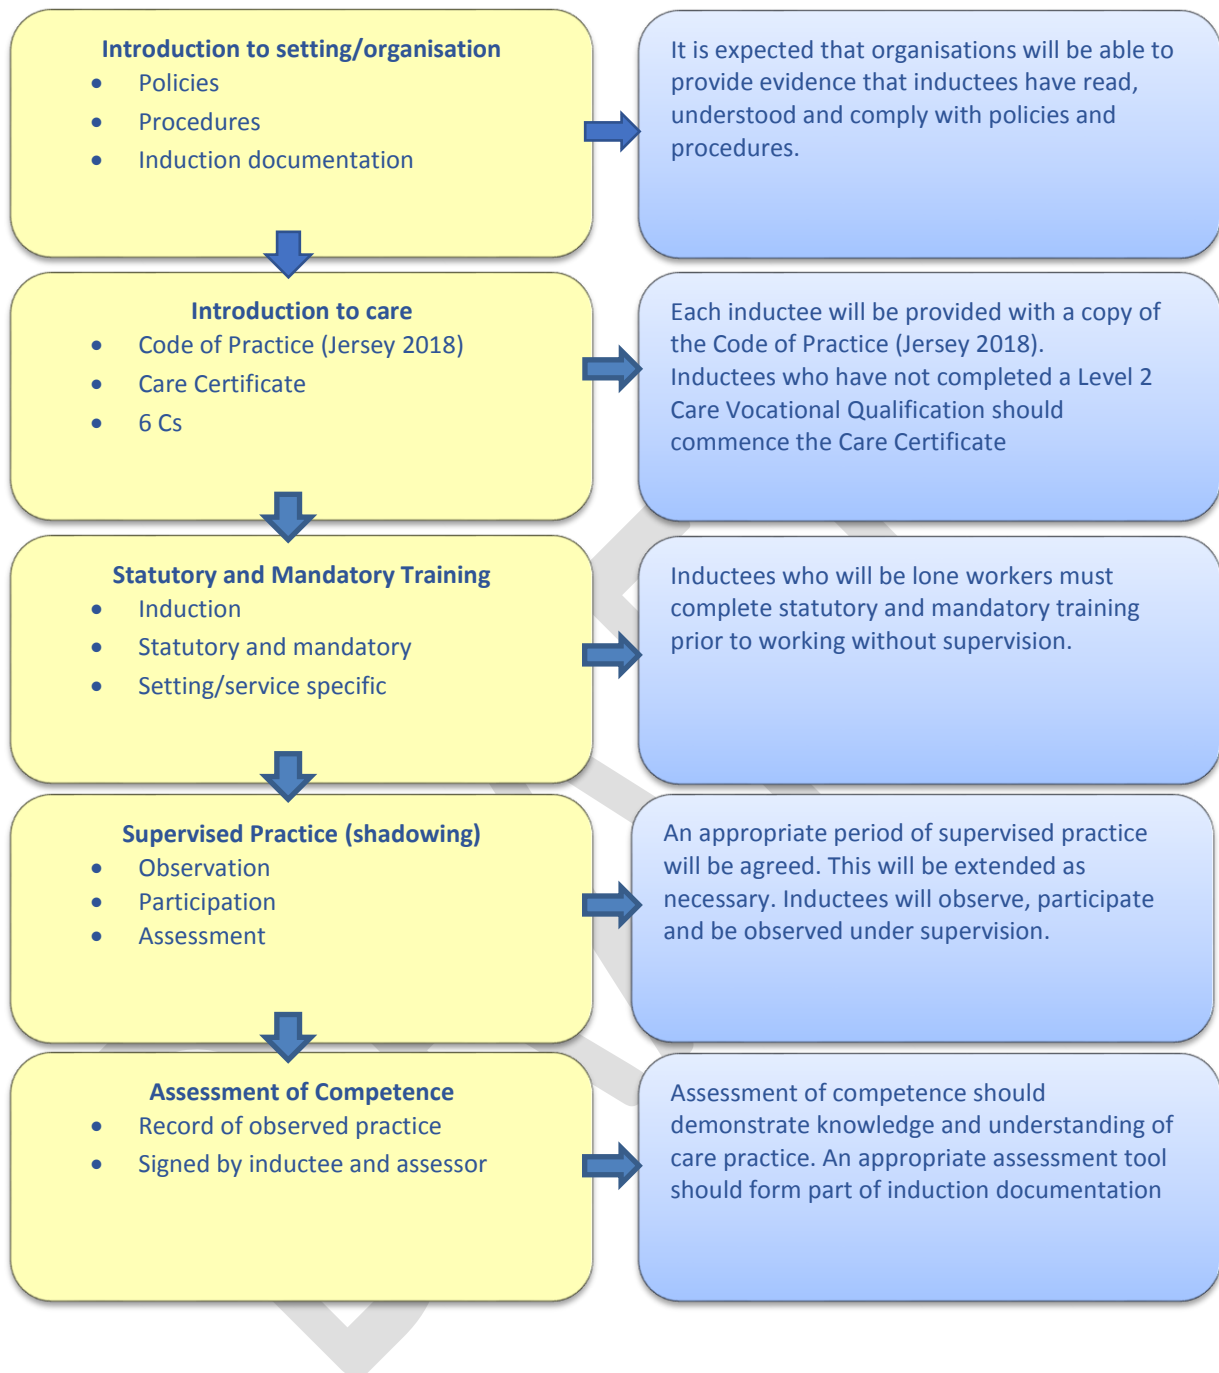 Introduction to setting/organisation
• Policies
• Procedures
• Induction documentation
It is expected that organisations will be able to
provide evidence that inductees have read,
understood and comply with policies and
procedures.
Introduction to care
• Code of Practice (Jersey 2018)
• Care Certificate
• 6 Cs
Each inductee will be provided with a copy of
the Code of Practice (Jersey 2018).
Inductees who have not completed a Level 2
Care Vocational Qualification should
commence the Care Certificate
Statutory and Mandatory Training
• Induction
• Statutory and mandatory
• Setting/service specific
Inductees who will be lone workers must
complete statutory and mandatory training
prior to working without supervision.
Supervised Practice (shadowing)
• Observation
• Participation
• Assessment
An appropriate period of supervised practice
will be agreed. This will be extended as
necessary. Inductees will observe, participate
and be observed under supervision.
Assessment of Competence
• Record of observed practice
• Signed by inductee and assessor
Assessment of competence should
demonstrate knowledge and understanding of
care practice. An appropriate assessment tool
should form part of induction documentation